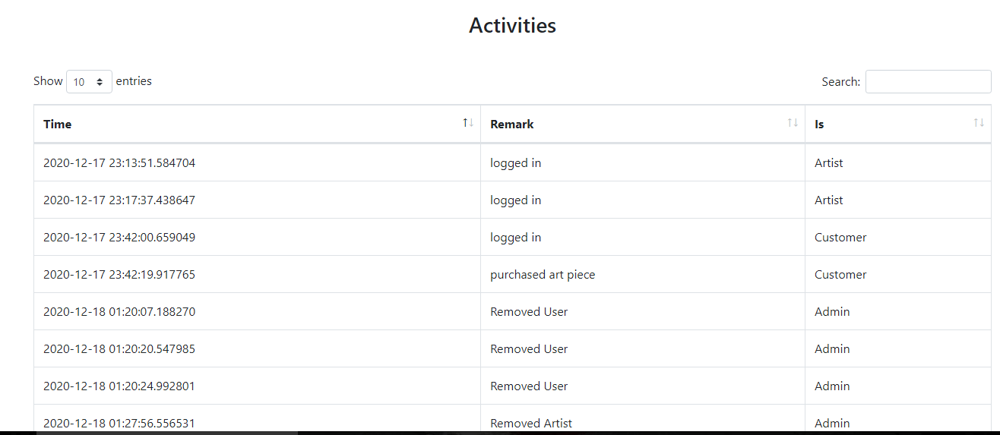 Activities
Show 10 entries Search:
Time Remark Is
2020-12-17 23:13:51.584704 logged in Artist
2020-12-17 23:17:37.438647 logged in Artist
2020-12-17 23:42:00.659049 logged in Customer
2020-12-17 23:42:19.917765 purchased art piece Customer
2020-12-18 01:20:07.188270 Removed User Admin
2020-12-18 01:20:20.547985 Removed User Admin
2020-12-18 01:20:24.992801 Removed User Admin
2020-12-18 01:27:56.556531 Removed Artist Admin